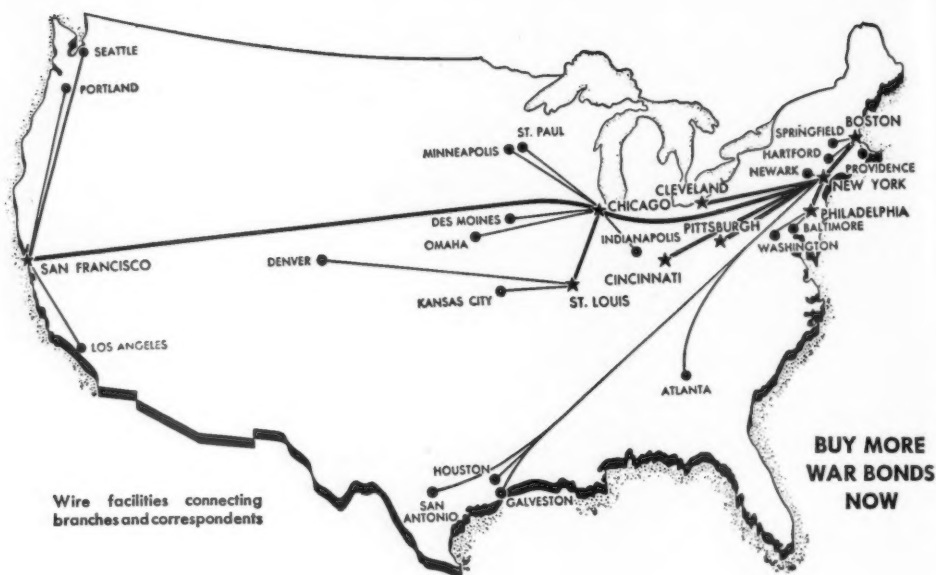 SEATTLE
PORTLAND
ST. PAUL
MINNEAPOLIS
BOSTON
SPRINGFIELD
HARTFORD
PROVIDENCE
NEWARK
NEW YORK
CLEVELAND
CHICAGO
PHILADELPHIA
DES MOINES
PITTSBURGH
BALTIMORE
OMAHA
INDIANAPOLIS
WASHINGTON
SAN FRANCISCO
DENVER
CINCINNATI
KANSAS CITY
ST. LOUIS
LOS ANGELES
ATLANTA
HOUSTON
SAN
ANTONIO
GALVESTON
Wire facilities connecting
branches and correspondents
BUY MORE
WAR BONDS
NOW